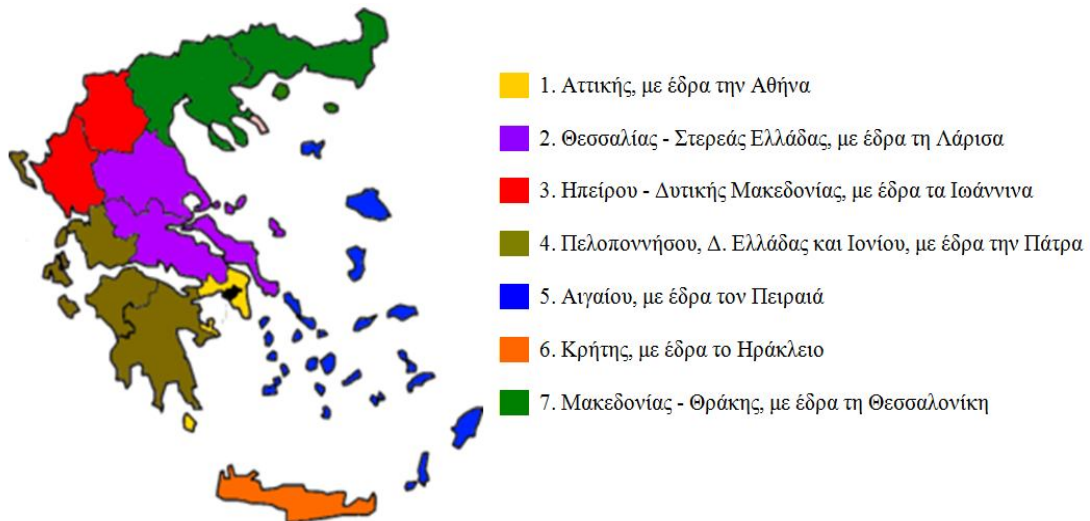 1. Αττικής, με έδρα την Αθήνα
2. Θεσσαλίας - Στερεάς Ελλάδας, με έδρα τη Λάρισα
3. Ηπείρου - Δυτικής Μακεδονίας, με έδρα τα Ιωάννινα
4. Πελοποννήσου, Δ. Ελλάδας και Ιονίου, με έδρα την Πάτρα
5. Αιγαίου, με έδρα τον Πειραιά
6. Κρήτης, με έδρα το Ηράκλειο
7. Μακεδονίας - Θράκης, με έδρα τη Θεσσαλονίκη